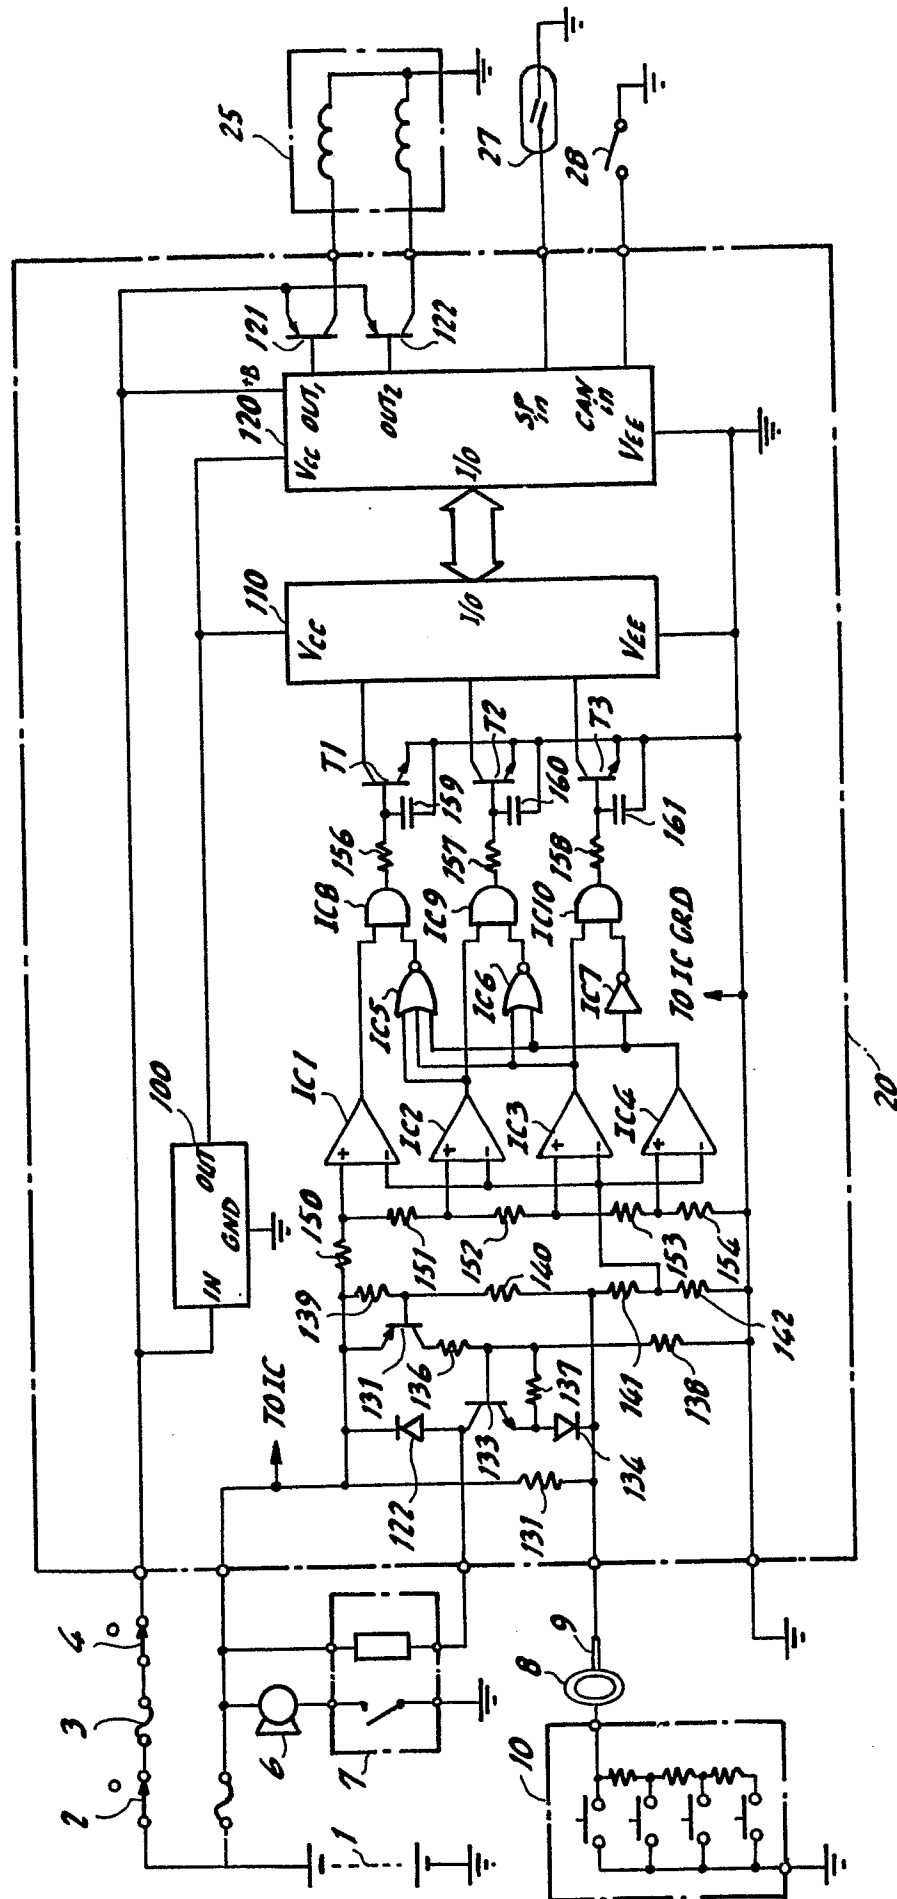 25
27
28
121
122
120
+B
Vcc
OUT1
OUT2
SP in
CAN in
VEE
I/O
110
Vcc
I/O
VEE
T1
T2
T3
159
160
161
156
157
158
IC8
IC9
IC10
IC5
IC6
IC7
TO IC GRD
20
100
OUT
GND
IN
IC1
IC2
IC3
IC4
+
-
+
-
+
-
+
-
150
151
152
153
154
139
140
141
142
131
136
137
138
TO IC
133
134
122
131
4
3
2
1
6
7
8
9
10